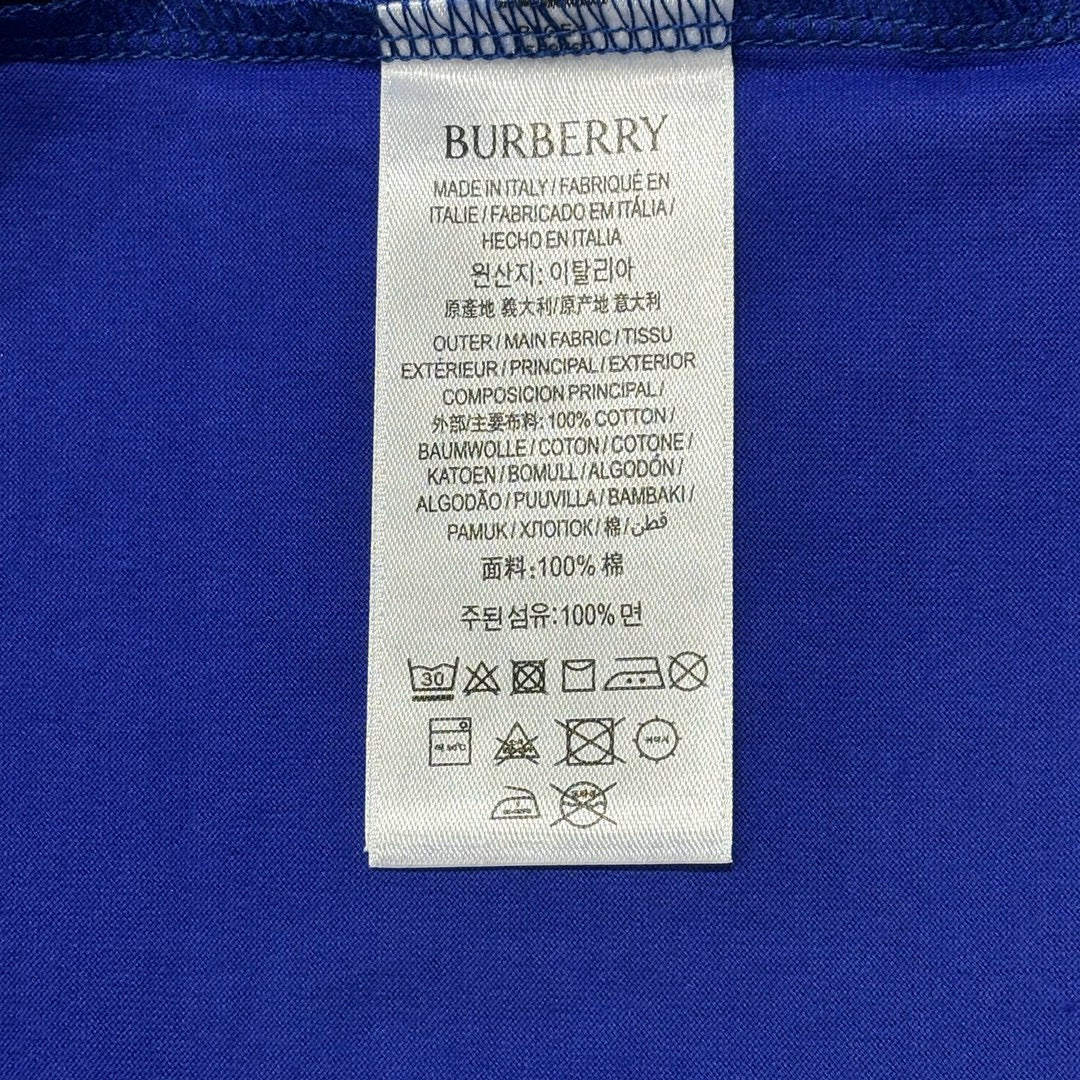 BURBERRY
MADE IN ITALY / FABRIQUÉ EN
ITALIE / FABRICADO EM ITÁLIA /
HECHO EN ITALIA
원산지: 이탈리아
原產地 義大利/原产地 意大利
OUTER / MAIN FABRIC / TISSU
EXTÉRIEUR / PRINCIPAL / EXTERIOR
COMPOSICION PRINCIPAL /
外部/主要布料: 100% COTTON /
BAUMWOLLE / COTON / COTONE /
KATOEN / BOMULL / ALGODÓN /
ALGODÃO / PUUVILLA / BAMBAKI /
PAMUK / ХЛОПОК / 棉 / قطن
面料:100% 棉
주된 섬유:100% 면
30